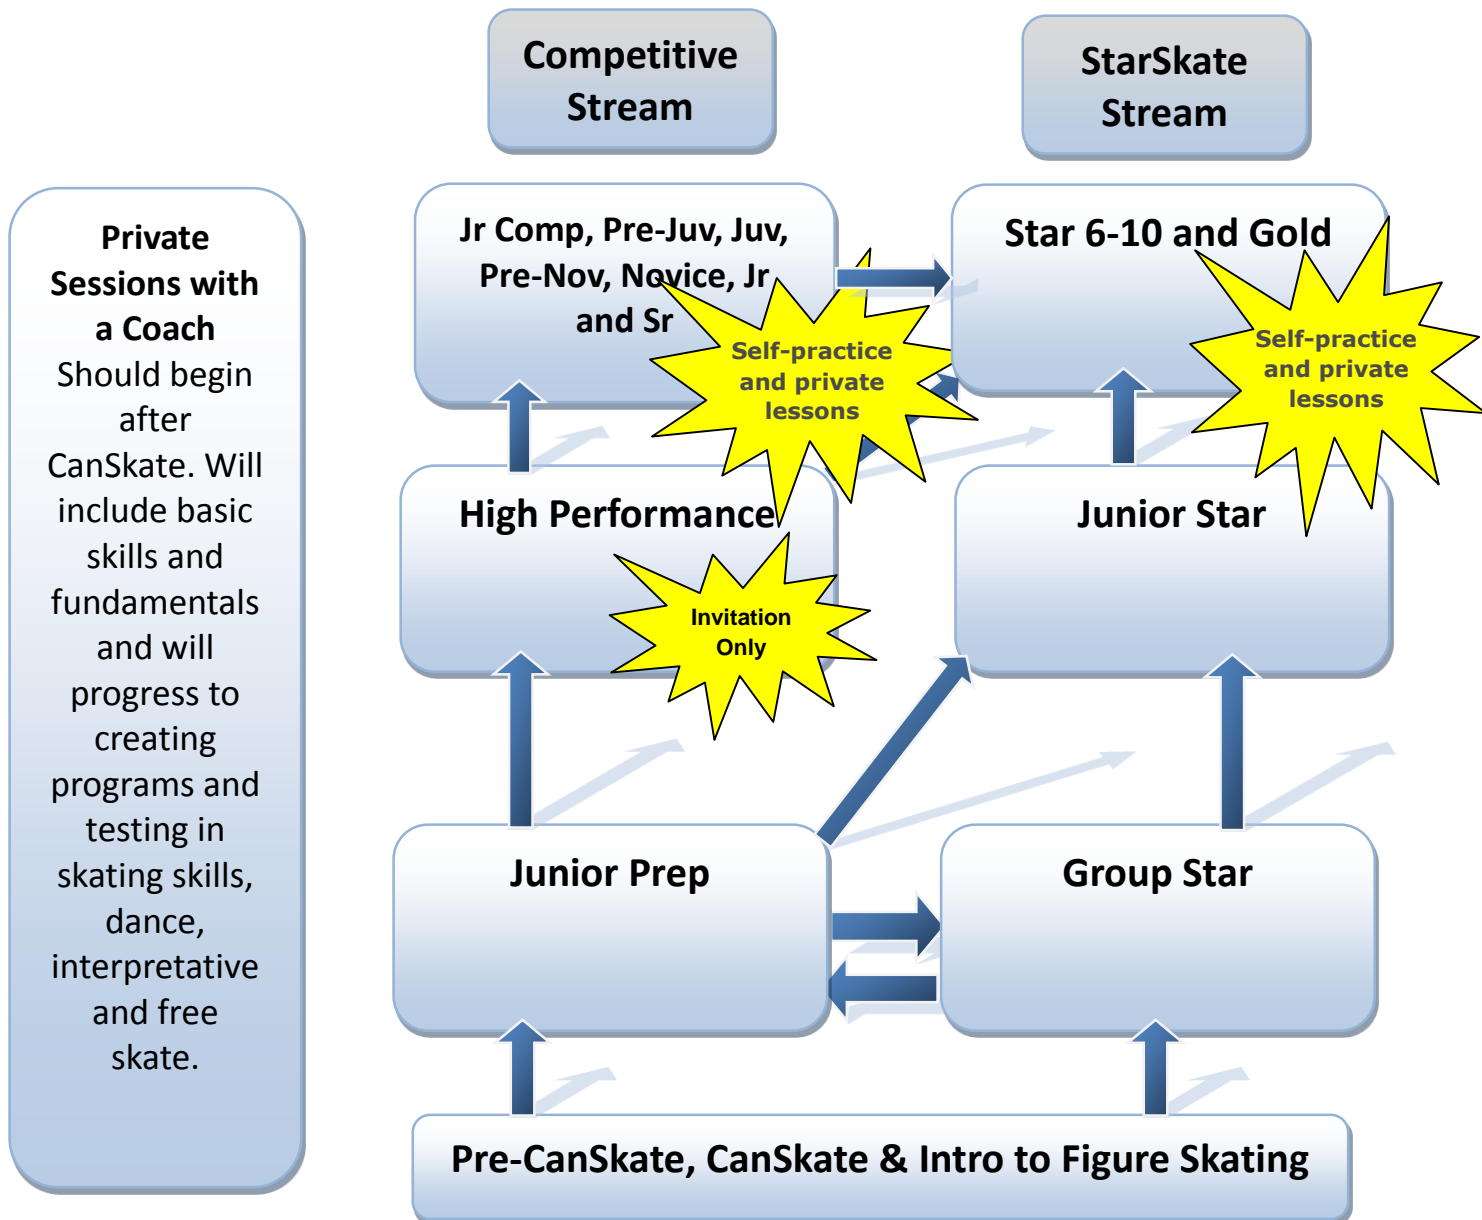 Competitive
Stream
StarSkate
Stream
Private
Sessions with
a Coach
Should begin
after
CanSkate. Will
include basic
skills and
fundamentals
and will
progress to
creating
programs and
testing in
skating skills,
dance,
interpretative
and free
skate.
Jr Comp, Pre-Juv, Juv,
Pre-Nov, Novice, Jr
and Sr
Self-practice
and private
lessons
Star 6-10 and Gold
Self-practice
and private
lessons
High Performance
Invitation
Only
Junior Star
Junior Prep
Group Star
Pre-CanSkate, CanSkate & Intro to Figure Skating